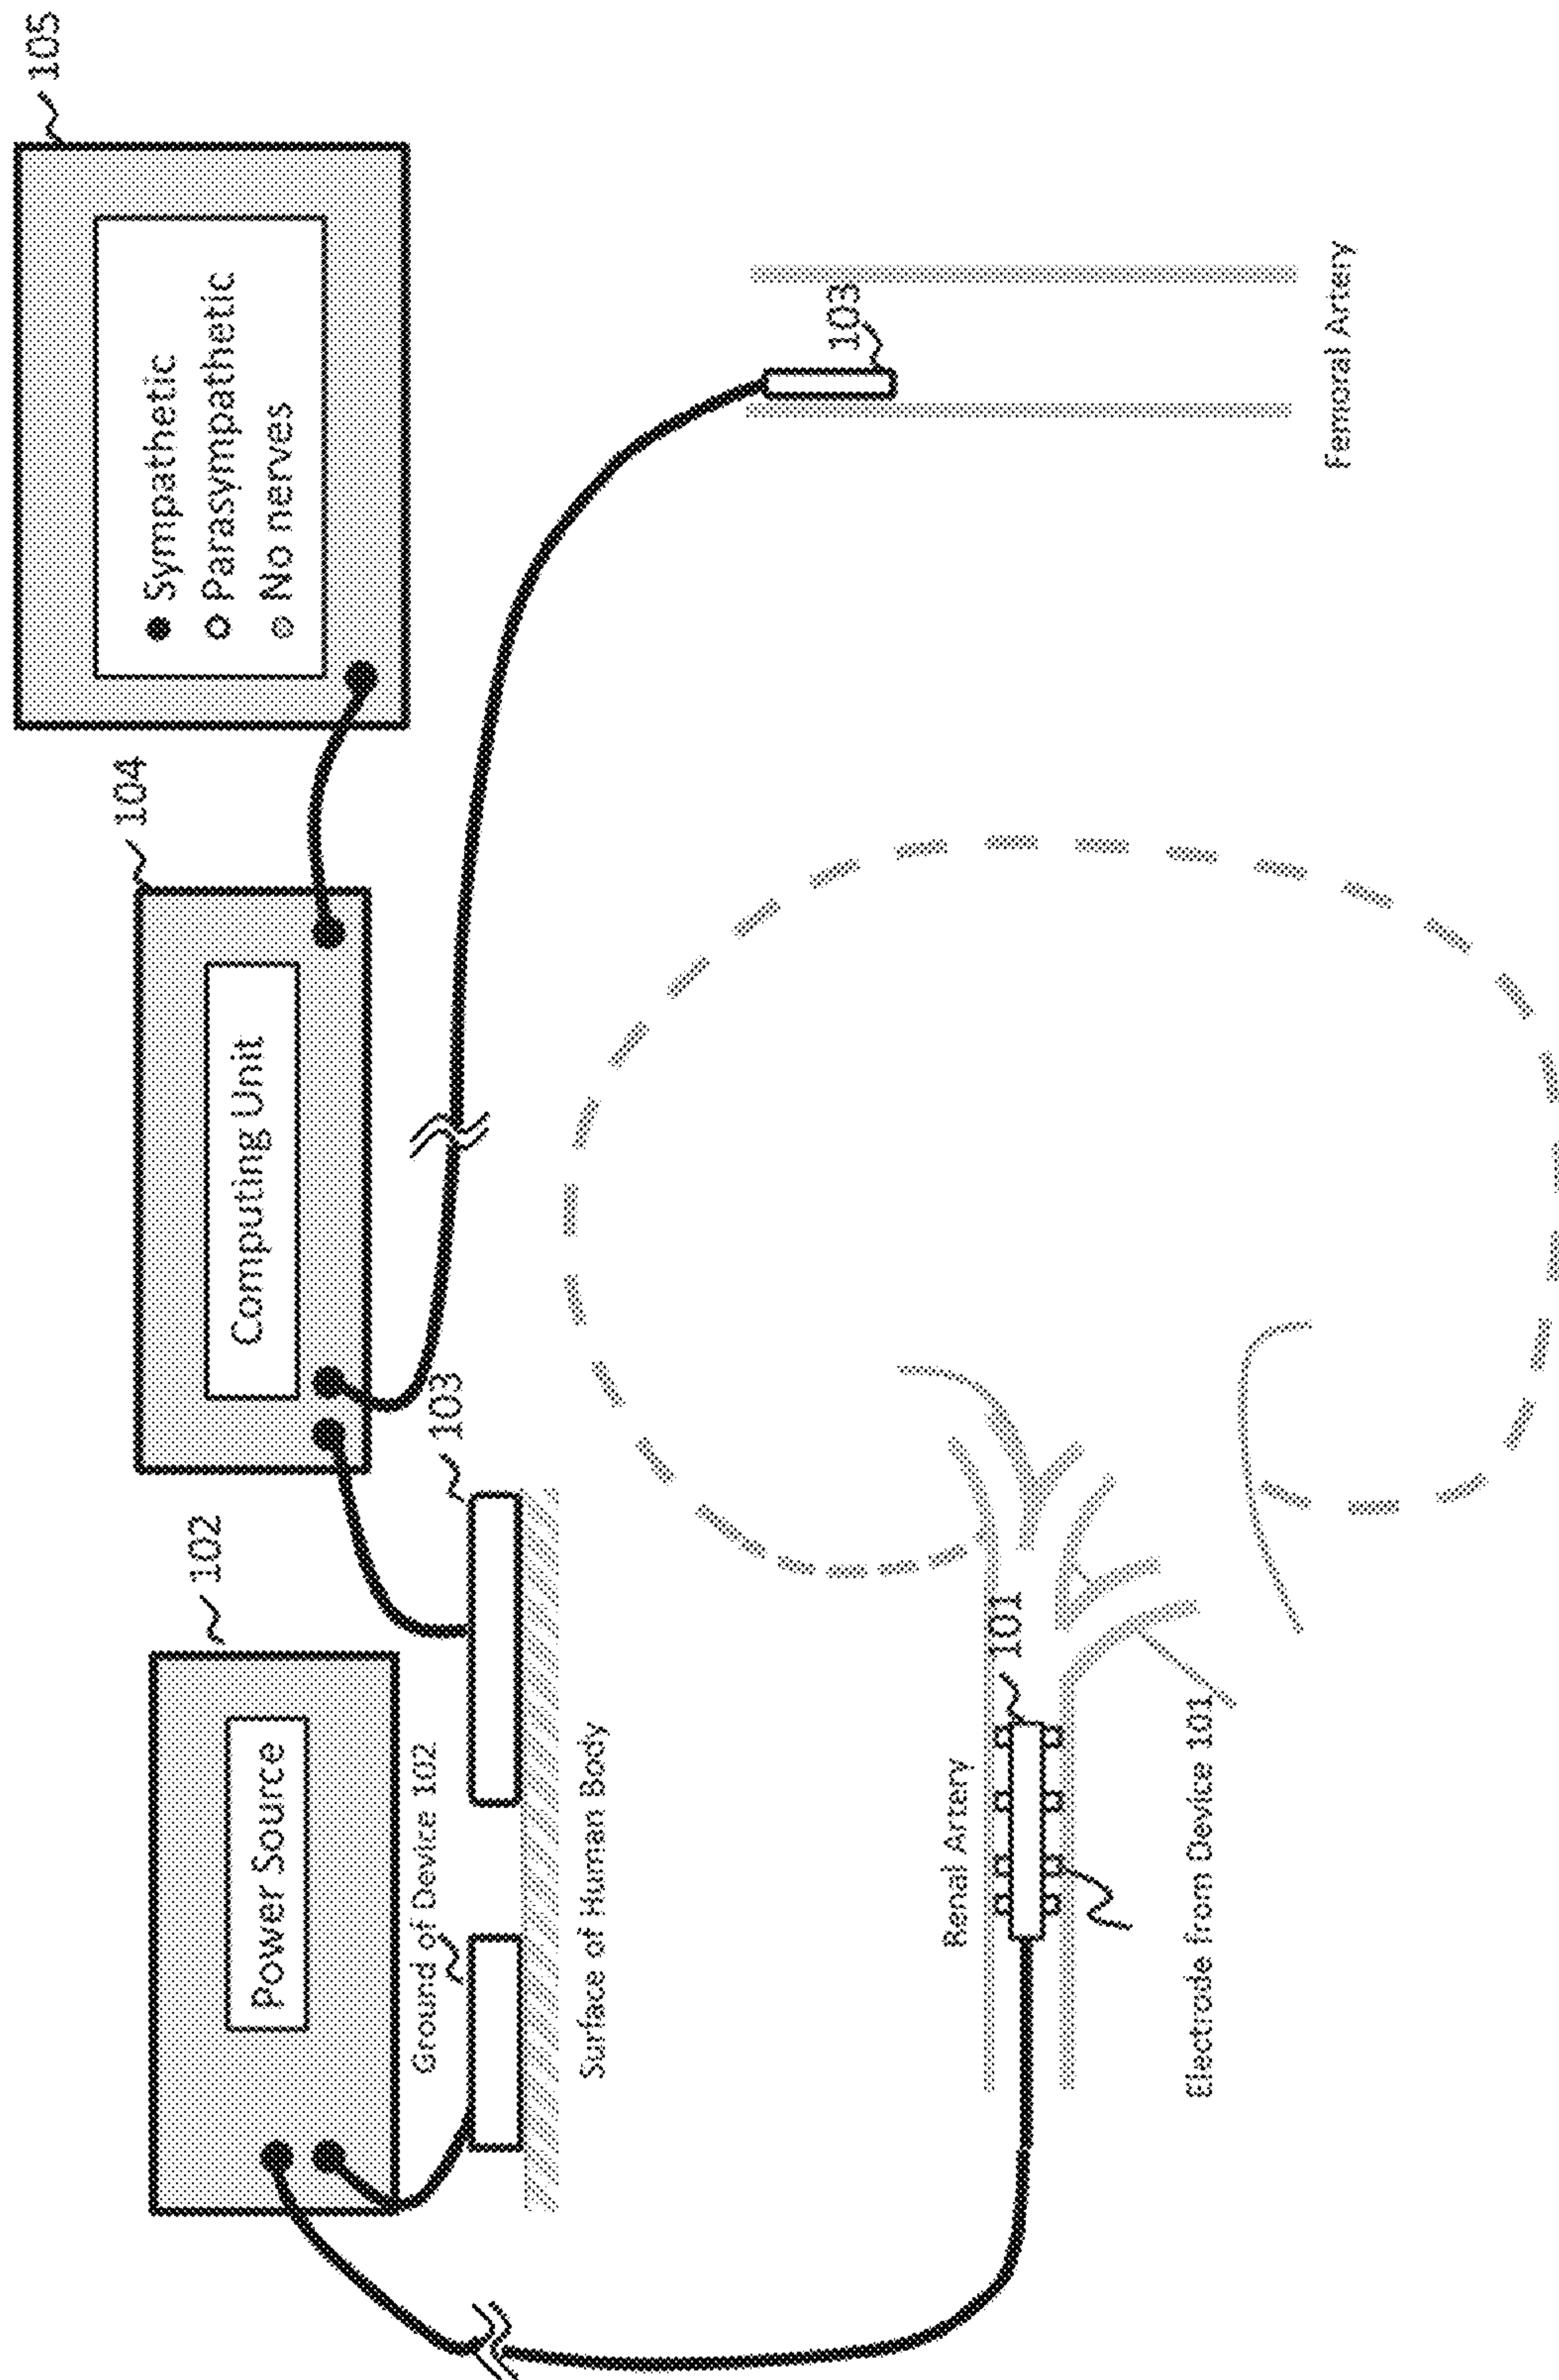 102
Power Source
Ground of Device 102
103
Surface of Human Body
104
Computing Unit
105
Sympathetic
Parasympathetic
No nerves
Renal Artery
101
Electrode from Device 101
103
Femoral Artery